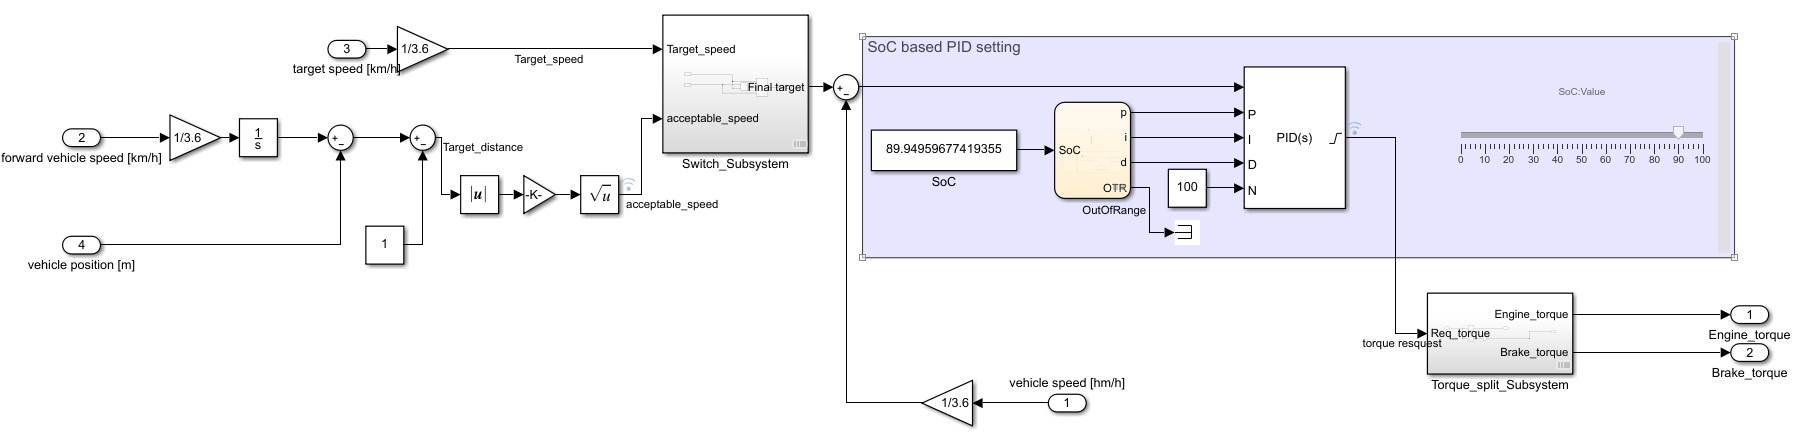 3
1/3.6
target speed [km/h]
Target_speed
Target_speed
Final target
acceptable_speed
Switch_Subsystem
2
1/3.6
1
s
forward vehicle speed [km/h]
+
−
+
−
Target_distance
|u|
-K-
√u
acceptable_speed
4
vehicle position [m]
1
+
−
SoC based PID setting
89.94959677419355
SoC
SoC
p
i
d
OTR
OutOfRange
100
P
I
D
N
PID(s)
SoC:Value
0 10 20 30 40 50 60 70 80 90 100
torque resquest
Req_torque
Engine_torque
Brake_torque
Torque_split_Subsystem
1
Engine_torque
2
Brake_torque
vehicle speed [hm/h]
1/3.6
1